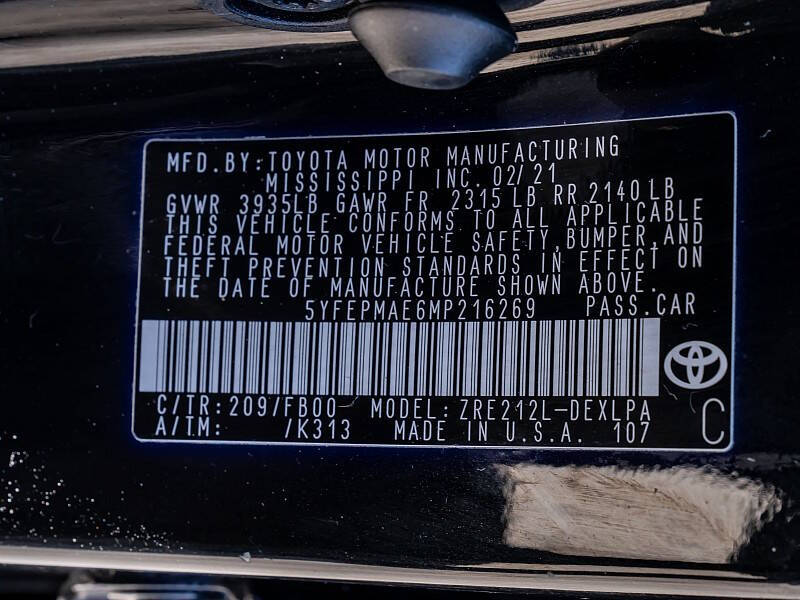 MFD.BY:TOYOTA MOTOR MANUFACTURING
MISSISSIPPI INC. 02/21
GVWR 3935LB GAWR FR 2315 LB RR 2140 LB
THIS VEHICLE CONFORMS TO ALL APPLICABLE
FEDERAL MOTOR VEHICLE SAFETY,BUMPER,AND
THEFT PREVENTION STANDARDS IN EFFECT ON
THE DATE OF MANUFACTURE SHOWN ABOVE.
5YFEPMAE6MP216269 PASS.CAR
C/TR:209/FB00 MODEL:ZRE212L-DEXLPA
A/TM: /K313 MADE IN U.S.A. 107 C